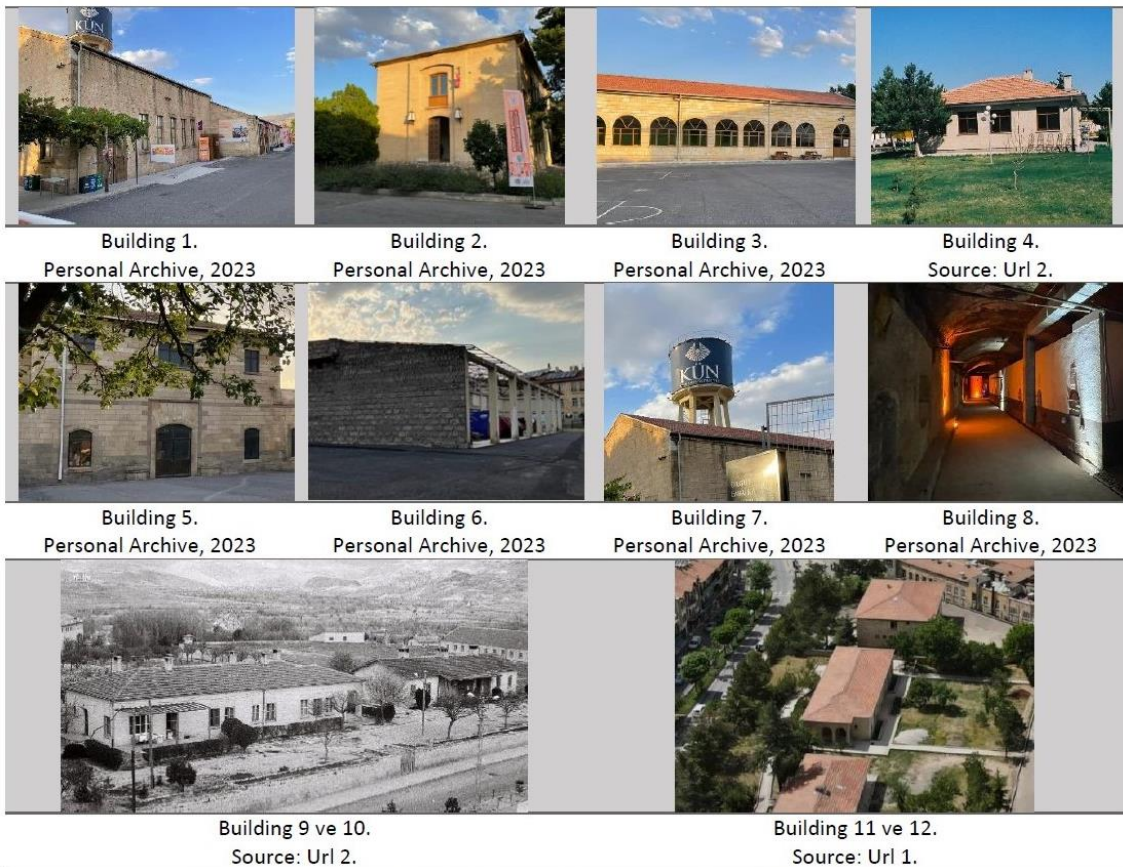 KÜN
Building 1.
Personal Archive, 2023
Building 2.
Personal Archive, 2023
Building 3.
Personal Archive, 2023
Building 4.
Source: Url 2.
KÜN
Building 5.
Personal Archive, 2023
Building 6.
Personal Archive, 2023
Building 7.
Personal Archive, 2023
Building 8.
Personal Archive, 2023
Building 9 ve 10.
Source: Url 2.
Building 11 ve 12.
Source: Url 1.